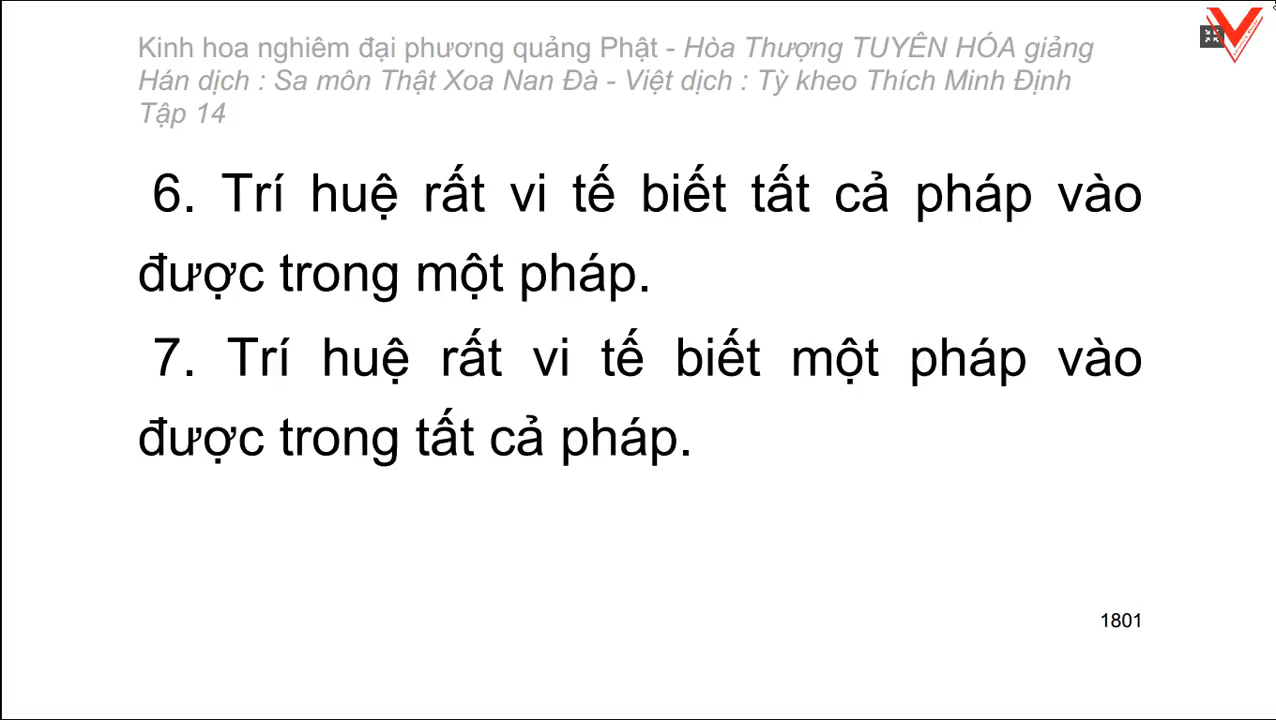 Kinh hoa nghiêm đại phương quảng Phật - Hòa Thượng TUYÊN HÓA giảng
Hán dịch : Sa môn Thật Xoa Nan Đà - Việt dịch : Tỳ kheo Thích Minh Định
Tập 14
6. Trí huệ rất vi tế biết tất cả pháp vào
được trong một pháp.
7. Trí huệ rất vi tế biết một pháp vào
được trong tất cả pháp.
1801